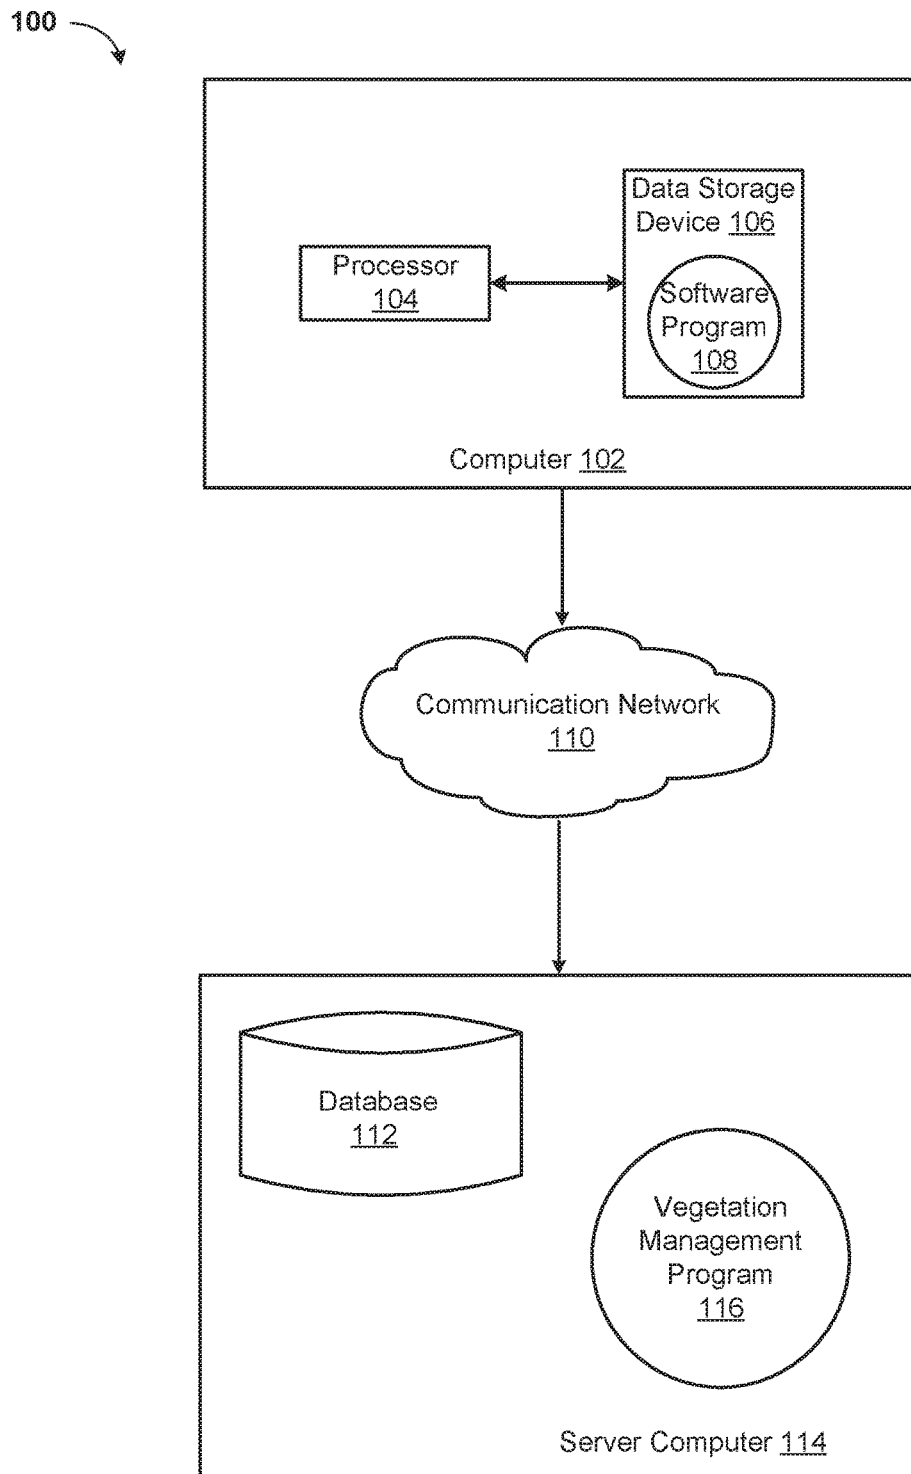 100
Data Storage
Device 106
Processor
104
Software
Program
108
Computer 102
Communication Network
110
Database
112
Vegetation
Management
Program
116
Server Computer 114